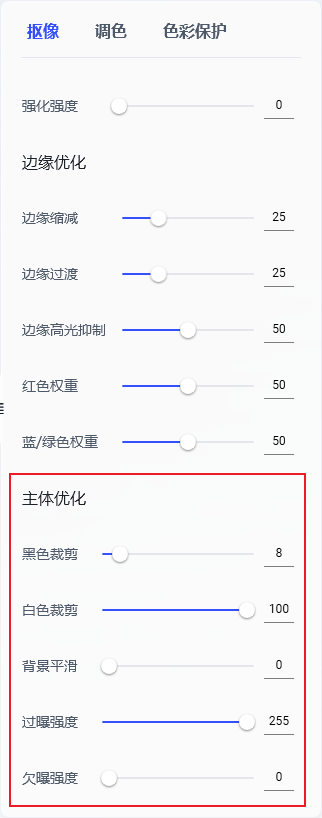 抠像 调色 色彩保护
强化强度 0
边缘优化
边缘缩减 25
边缘过渡 25
边缘高光抑制 50
红色权重 50
蓝/绿色权重 50
主体优化
黑色裁剪 8
白色裁剪 100
背景平滑 0
过曝强度 255
欠曝强度 0